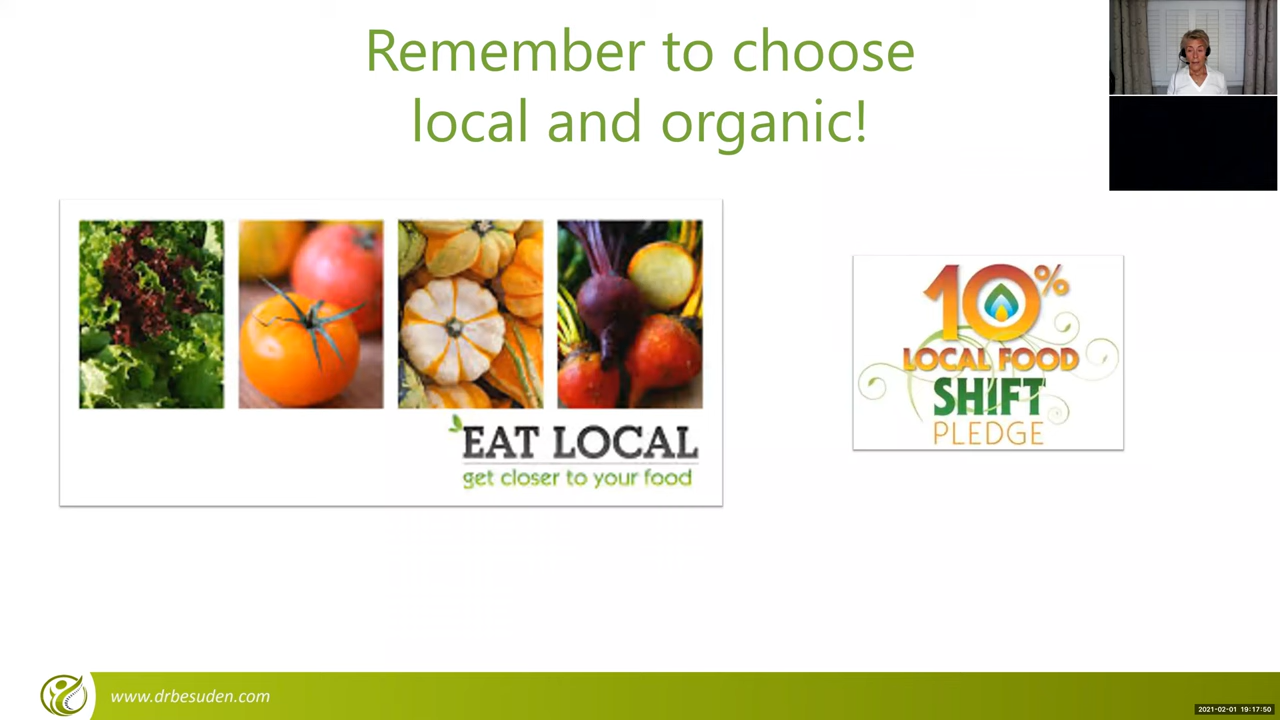 Remember to choose
local and organic!
EAT LOCAL
get closer to your food
10%
LOCAL FOOD
SHIFT
PLEDGE
www.drbesuden.com
2021-02-01 19:17:50